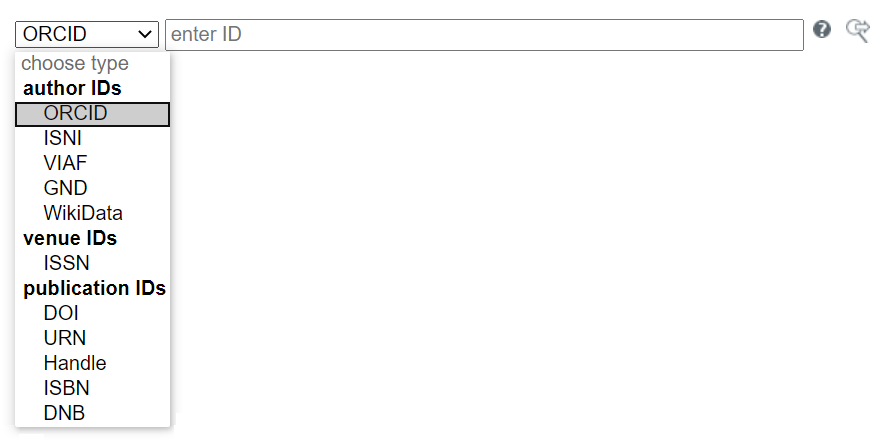 ORCID enter ID ?
choose type
author IDs
ORCID
ISNI
VIAF
GND
WikiData
venue IDs
ISSN
publication IDs
DOI
URN
Handle
ISBN
DNB